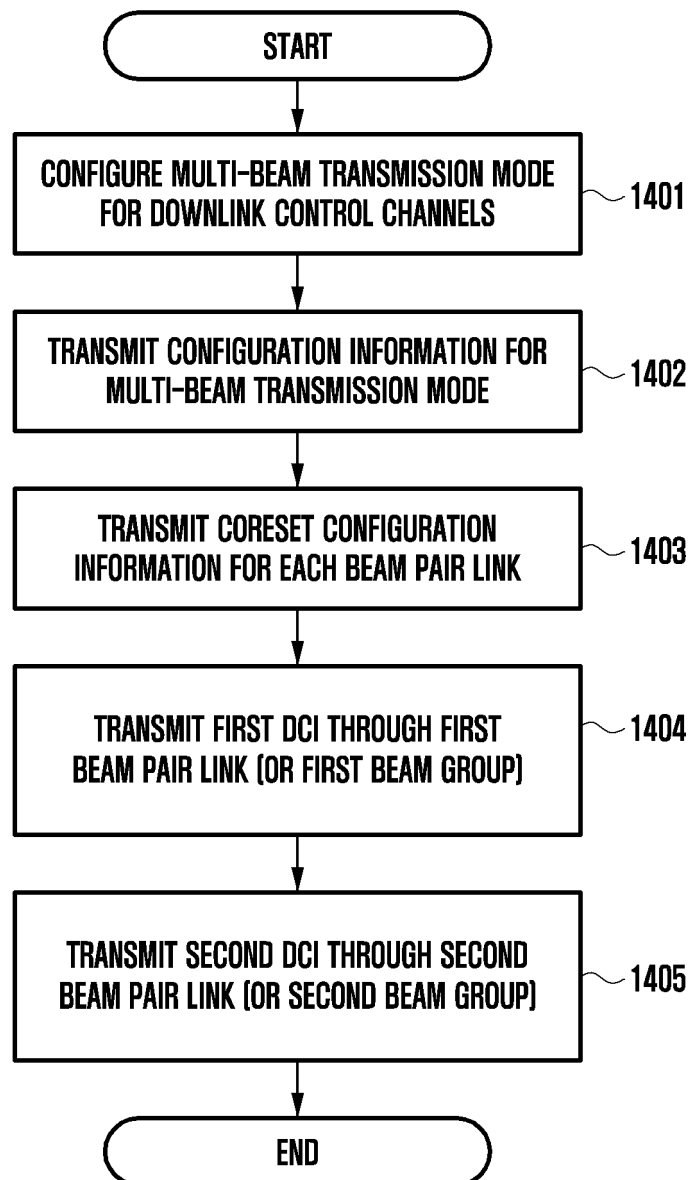 START
CONFIGURE MULTI-BEAM TRANSMISSION MODE
FOR DOWNLINK CONTROL CHANNELS
1401
TRANSMIT CONFIGURATION INFORMATION FOR
MULTI-BEAM TRANSMISSION MODE
1402
TRANSMIT CORESET CONFIGURATION
INFORMATION FOR EACH BEAM PAIR LINK
1403
TRANSMIT FIRST DCI THROUGH FIRST
BEAM PAIR LINK (OR FIRST BEAM GROUP)
1404
TRANSMIT SECOND DCI THROUGH SECOND
BEAM PAIR LINK (OR SECOND BEAM GROUP)
1405
END